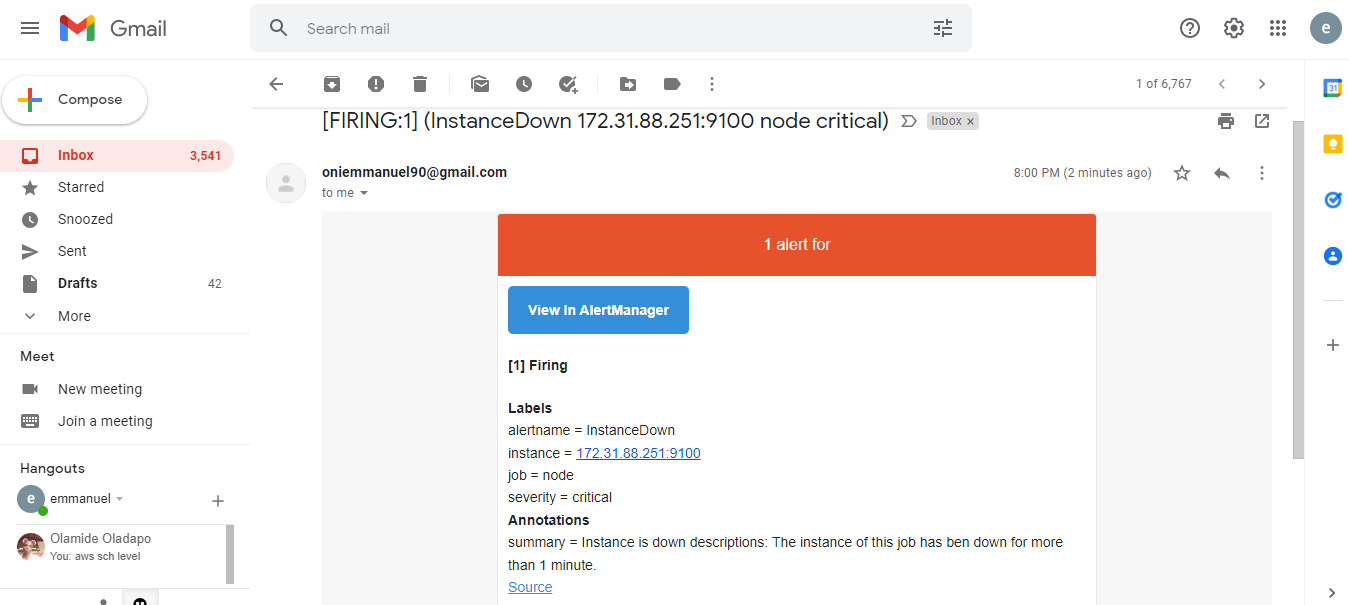 Gmail
Search mail
e
Compose
1 of 6,767
31
[FIRING:1] (InstanceDown 172.31.88.251:9100 node critical)
Inbox x
Inbox 3,541
Starred
Snoozed
Sent
Drafts 42
More
Meet
New meeting
Join a meeting
Hangouts
e
emmanuel
Olamide Oladapo
You: aws sch level
oniemmanuel90@gmail.com
8:00 PM (2 minutes ago)
to me
1 alert for
View In AlertManager
[1] Firing
Labels
alertname = InstanceDown
instance = 172.31.88.251:9100
job = node
severity = critical
Annotations
summary = Instance is down descriptions: The instance of this job has ben down for more
than 1 minute.
Source